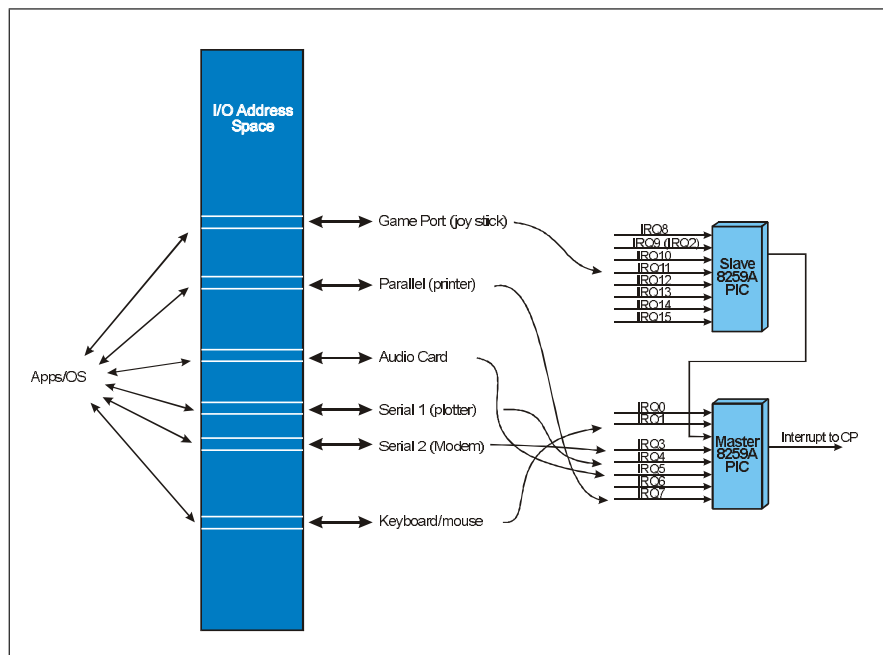 I/O Address
Space
Game Port (joy stick)
Parallel (printer)
Audio Card
Serial 1 (plotter)
Serial 2 (Modem)
Keyboard/mouse
Apps/OS
IRQ8
IRQ9 (IRQ2)
IRQ10
IRQ11
IRQ12
IRQ13
IRQ14
IRQ15
Slave
8259A
PIC
IRQ0
IRQ1
IRQ3
IRQ4
IRQ5
IRQ6
IRQ7
Master
8259A
PIC
Interrupt to CP